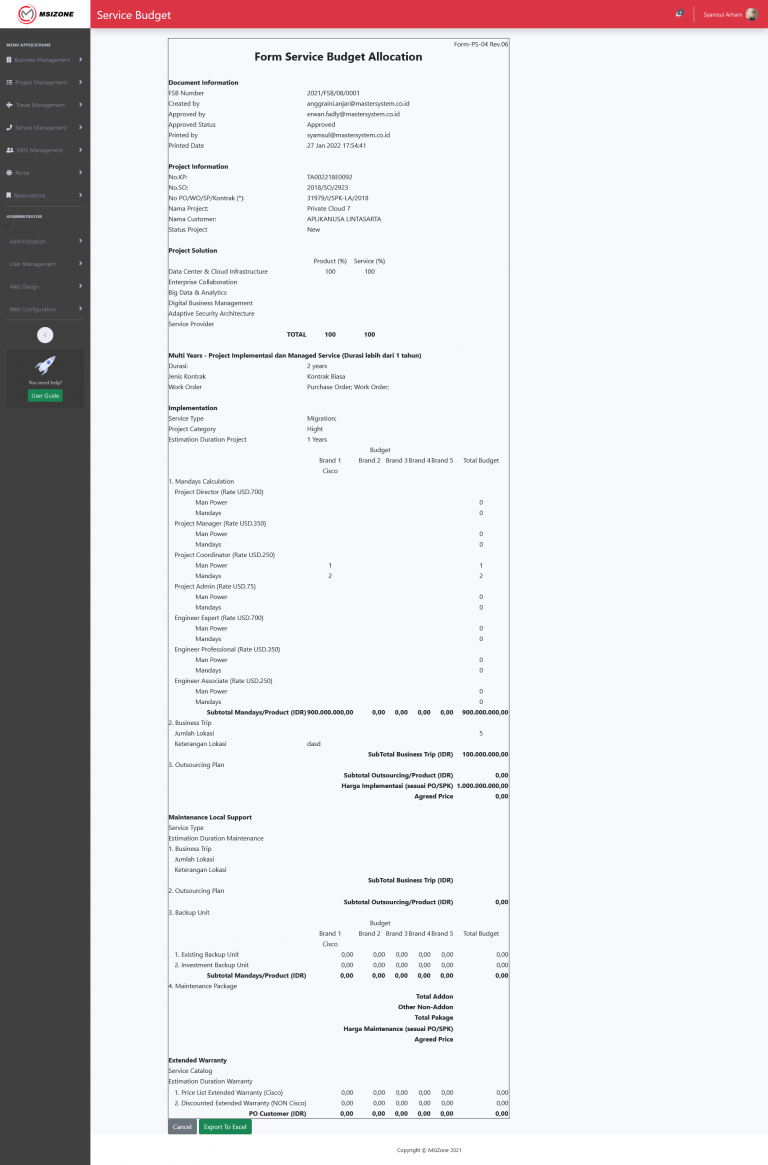 MSIZONE
Service Budget
Syamsul Arham
MENU APPLICATIONS
Business Management
Project Management
Travel Management
Service Management
HRIS Management
Portal
Reservations
ADMINISTRATOR
Administration
User Management
Web Design
Web Configuration
You need help?
User Guide
Form-PS-04 Rev.06
Form Service Budget Allocation
Document Information
FSB Number 2021/FSB/08/0001
Created by anggraini.anjar@mastersystem.co.id
Approved by erwan.fadly@mastersystem.co.id
Approved Status Approved
Printed by syamsul@mastersystem.co.id
Printed Date 27 Jan 2022 17:54:41
Project Information
No.KP: TA002218E0092
No.SO: 2018/SO/2923
No PO/WO/SP/Kontrak (*): 31979/I/SPK-LA/2018
Nama Project: Private Cloud 7
Nama Customer: APLIKANUSA LINTASARTA
Status Project New
Project Solution
Product (%) Service (%)
Data Center & Cloud Infrastructure 100 100
Enterprise Collaboration
Big Data & Analytics
Digital Business Management
Adaptive Security Architecture
Service Provider
TOTAL 100 100
Multi Years - Project Implementasi dan Managed Service (Durasi lebih dari 1 tahun)
Durasi: 2 years
Jenis Kontrak Kontrak Biasa
Work Order Purchase Order; Work Order;
Implementation
Service Type Migration;
Project Category Hight
Estimation Duration Project 1 Years
Budget
Brand 1 Brand 2 Brand 3 Brand 4 Brand 5 Total Budget
Cisco
1. Mandays Calculation
Project Director (Rate USD.700)
Man Power 0
Mandays 0
Project Manager (Rate USD.350)
Man Power 0
Mandays 0
Project Coordinator (Rate USD.250)
Man Power 1 1
Mandays 2 2
Project Admin (Rate USD.75)
Man Power 0
Mandays 0
Engineer Expert (Rate USD.700)
Man Power 0
Mandays 0
Engineer Professional (Rate USD.350)
Man Power 0
Mandays 0
Engineer Associate (Rate USD.250)
Man Power 0
Mandays 0
Subtotal Mandays/Product (IDR) 900.000.000,00 0,00 0,00 0,00 0,00 900.000.000,00
2. Business Trip
Jumlah Lokasi 5
Keterangan Lokasi dasd
SubTotal Business Trip (IDR) 100.000.000,00
3. Outsourcing Plan
Subtotal Outsourcing/Product (IDR) 0,00
Harga Implementasi (sesuai PO/SPK) 1.000.000.000,00
Agreed Price 0,00
Maintenance Local Support
Service Type
Estimation Duration Maintenance
1. Business Trip
Jumlah Lokasi
Keterangan Lokasi
SubTotal Business Trip (IDR)
2. Outsourcing Plan
Subtotal Outsourcing/Product (IDR) 0,00
3. Backup Unit
Budget
Brand 1 Brand 2 Brand 3 Brand 4 Brand 5 Total Budget
Cisco
1. Existing Backup Unit 0,00 0,00 0,00 0,00 0,00 0,00
2. Investment Backup Unit 0,00 0,00 0,00 0,00 0,00 0,00
Subtotal Mandays/Product (IDR) 0,00 0,00 0,00 0,00 0,00 0,00
4. Maintenance Package
Total Addon
Other Non-Addon
Total Pakage
Harga Maintenance (sesuai PO/SPK)
Agreed Price
Extended Warranty
Service Catalog
Estimation Duration Warranty
1. Price List Extended Warranty (Cisco) 0,00 0,00 0,00 0,00 0,00 0,00
2. Discounted Extended Warranty (NON Cisco) 0,00 0,00 0,00 0,00 0,00 0,00
PO Customer (IDR) 0,00 0,00 0,00 0,00 0,00 0,00
Cancel Export To Excel
Copyright © MSIZone 2021